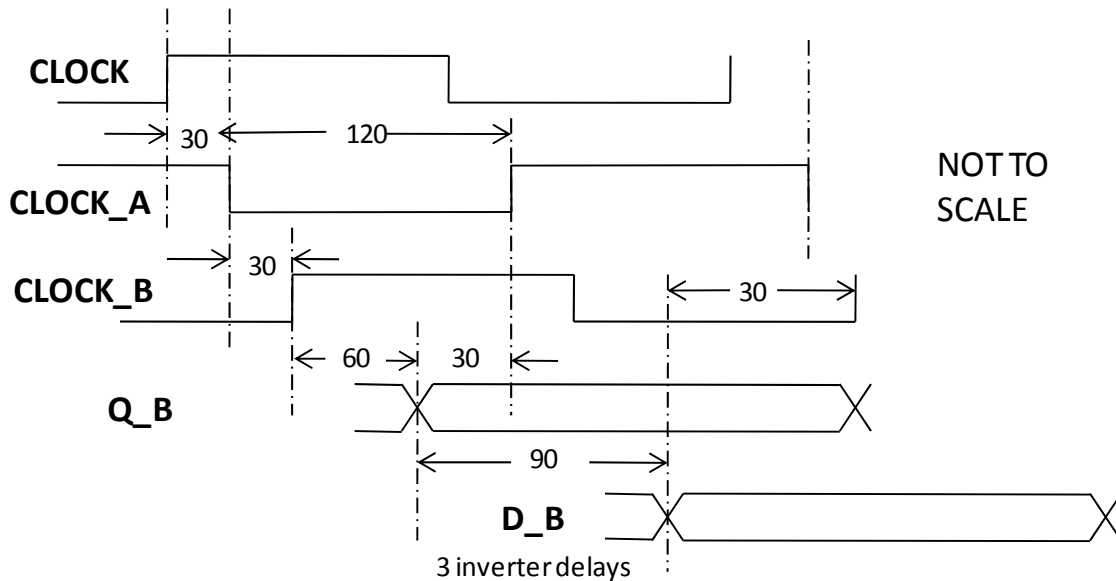 CLOCK
30
120
CLOCK_A
NOT TO
SCALE
30
CLOCK_B
30
60
30
Q_B
90
D_B
3 inverter delays